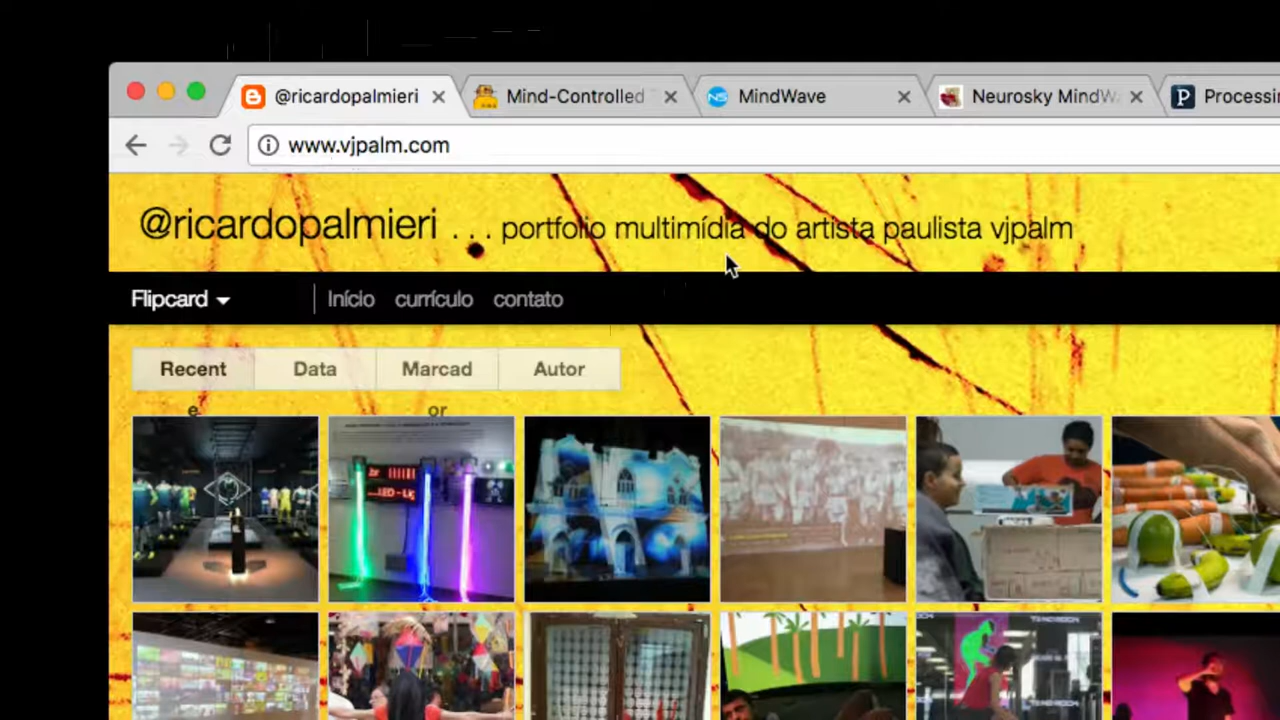 @ricardopalmieri
Mind-Controlled
MindWave
Neurosky MindW
Processin
www.vjpalm.com
@ricardopalmieri . . . portfolio multimídia do artista paulista vjpalm
Flipcard
Início
currículo
contato
Recent
e
Data
Marcad
or
Autor